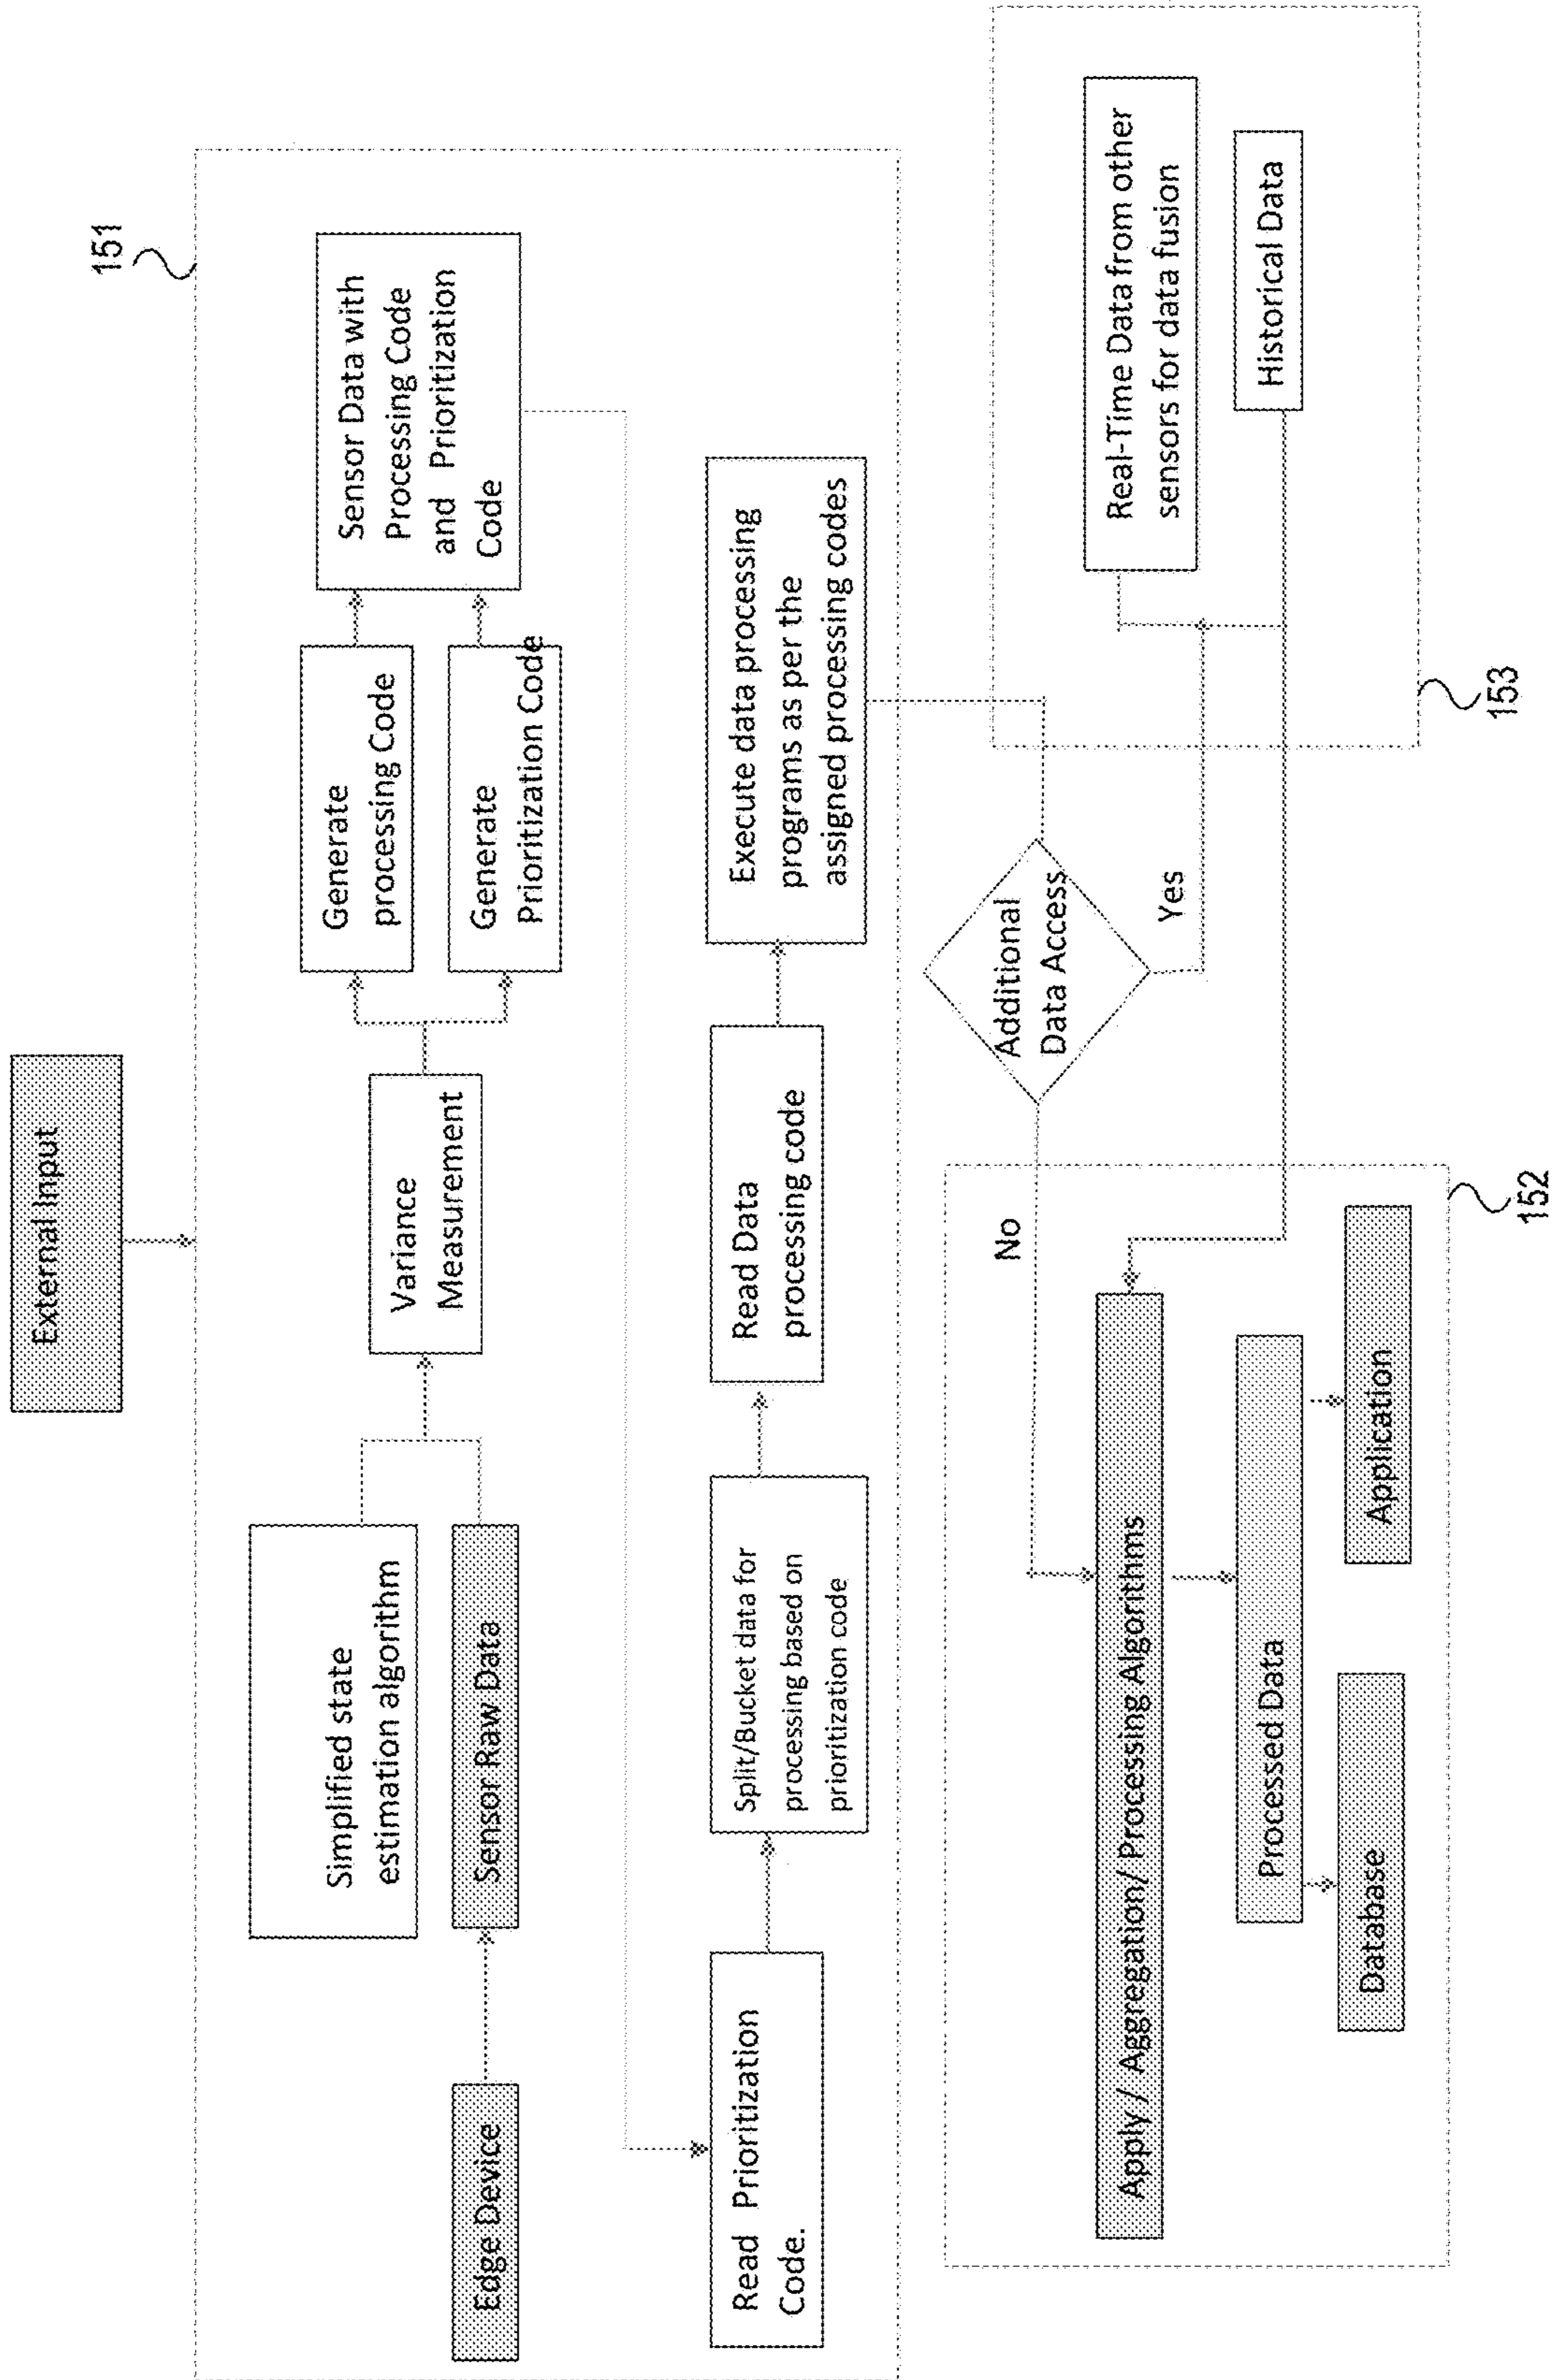 External Input
151
Simplified state
estimation algorithm
Edge Device
Sensor Raw Data
Variance
Measurement
Generate
processing Code
Generate
Prioritization Code
Sensor Data with
Processing Code
and Prioritization
Code
Read Prioritization
Code.
Split/Bucket data for
processing based on
prioritization code
Read Data
processing code
Execute data processing
programs as per the
assigned processing codes
Additional
Data Access
No
Yes
Apply / Aggregation/ Processing Algorithms
Processed Data
Database
Application
152
Real-Time Data from other
sensors for data fusion
Historical Data
153